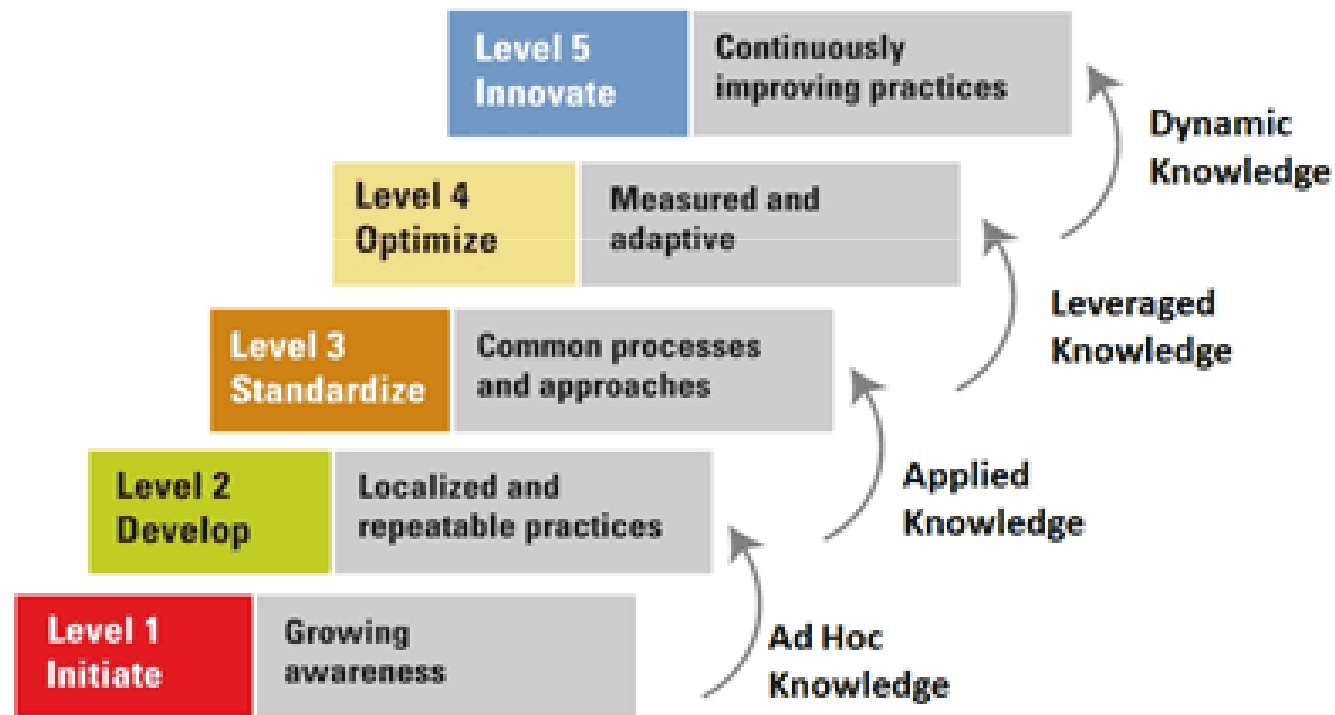 Level 5
Innovate
Continuously
improving practices
Dynamic
Knowledge
Level 4
Optimize
Measured and
adaptive
Leveraged
Knowledge
Level 3
Standardize
Common processes
and approaches
Applied
Knowledge
Level 2
Develop
Localized and
repeatable practices
Ad Hoc
Knowledge
Level 1
Initiate
Growing
awareness